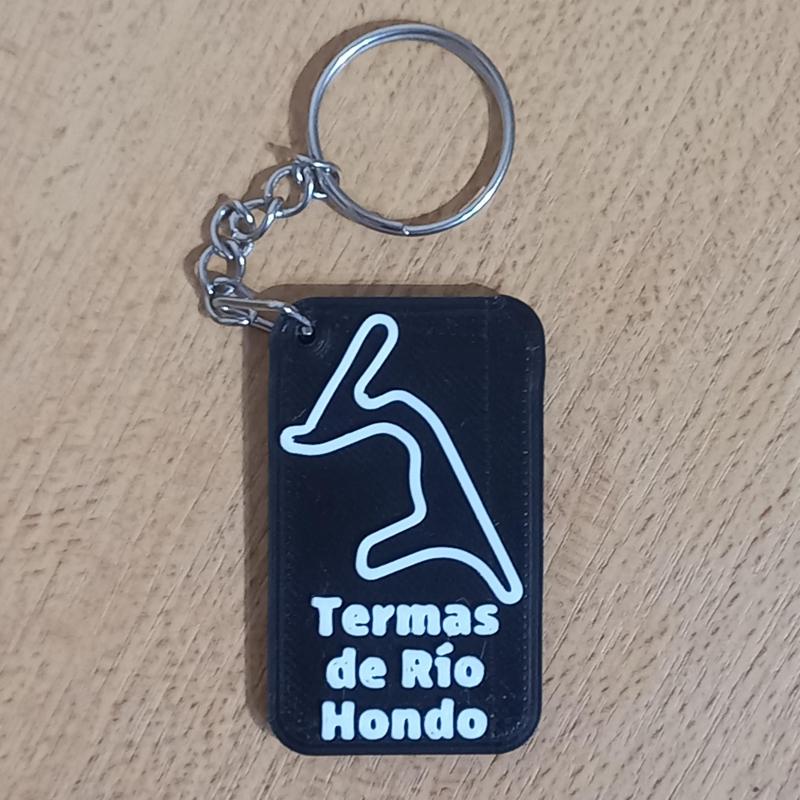 Termas
de Río
Hondo